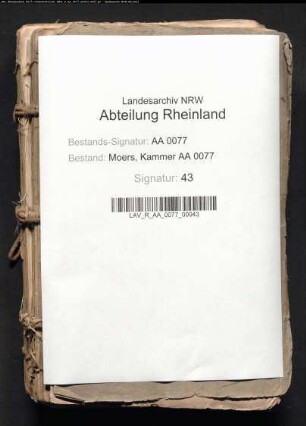 Landesarchiv NRW
Abteilung Rheinland
Bestands-Signatur: AA 0077
Bestand: Moers, Kammer AA 0077
Signatur: 43
LAV_R_AA_0077_00043